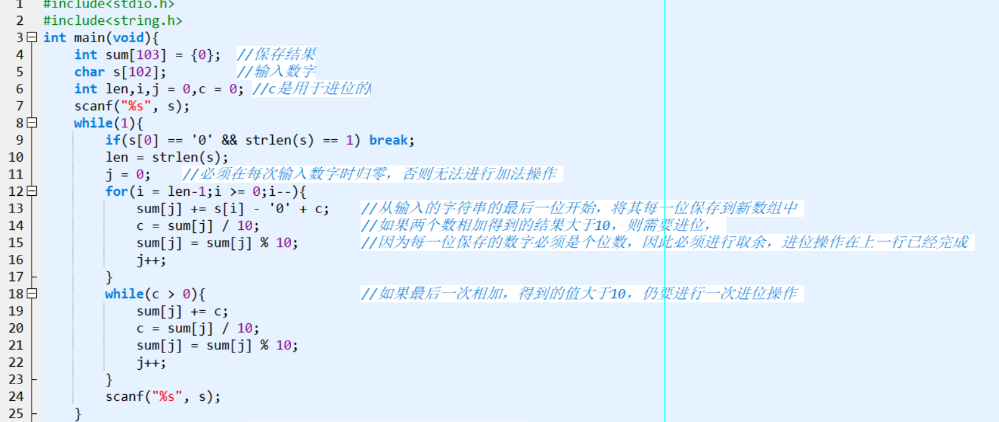 1 #include<stdio.h>
2 #include<string.h>
3 int main(void){
4 int sum[103] = {0}; //保存结果
5 char s[102]; //输入数字
6 int len,i,j = 0,c = 0; //c是用于进位的
7 scanf("%s", s);
8 while(1){
9 if(s[0] == '0' && strlen(s) == 1) break;
10 len = strlen(s);
11 j = 0; //必须在每次输入数字时归零，否则无法进行加法操作
12 for(i = len-1;i >= 0;i--){
13 sum[j] += s[i] - '0' + c; //从输入的字符串的最后一位开始，将其每一位保存到新数组中
14 c = sum[j] / 10; //如果两个数相加得到的结果大于10，则需要进位，
15 sum[j] = sum[j] % 10; //因为每一位保存的数字必须是个位数，因此必须进行取余，进位操作在上一行已经完成
16 j++;
17 }
18 while(c > 0){ //如果最后一次相加，得到的值大于10，仍要进行一次进位操作
19 sum[j] += c;
20 c = sum[j] / 10;
21 sum[j] = sum[j] % 10;
22 j++;
23 }
24 scanf("%s", s);
25 }